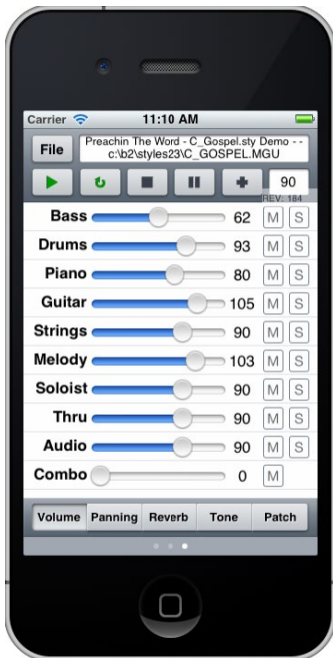 Carrier 11:10 AM
File
Preachin The Word - C_Gospel.sty Demo - -
c:\b2\styles23\C_GOSPEL.MGU
90
REV: 184
Bass 62 M S
Drums 93 M S
Piano 80 M S
Guitar 105 M S
Strings 90 M S
Melody 103 M S
Soloist 90 M S
Thru 90 M S
Audio 90 M S
Combo 0 M
Volume Panning Reverb Tone Patch